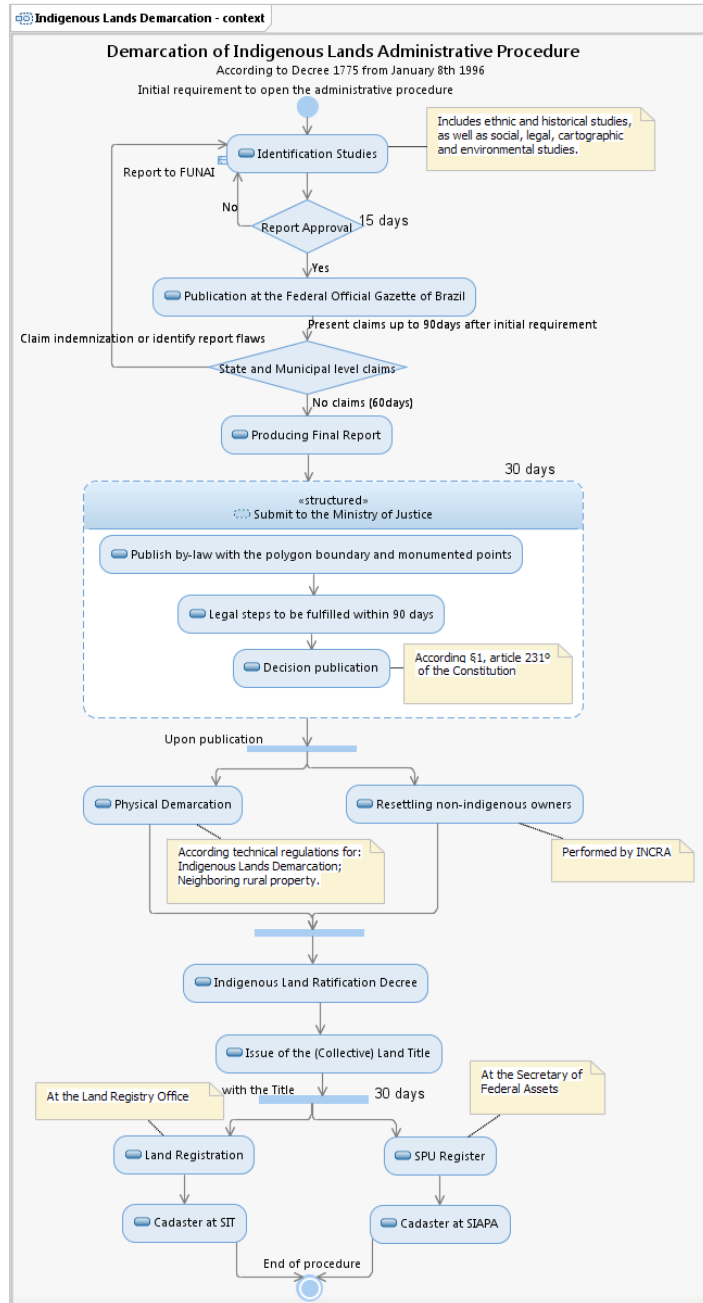 Indigenous Lands Demarcation - context
Demarcation of Indigenous Lands Administrative Procedure
According to Decree 1775 from January 8th 1996
Initial requirement to open the administrative procedure
Includes ethnic and historical studies,
as well as social, legal, cartographic
and environmental studies.
Identification Studies
Report to FUNAI
No
Report Approval
15 days
Yes
Publication at the Federal Official Gazette of Brazil
Present claims up to 90days after initial requirement
Claim indemnization or identify report flaws
State and Municipal level claims
No claims (60days)
Producing Final Report
30 days
«structured»
Submit to the Ministry of Justice
Publish by-law with the polygon boundary and monumented points
Legal steps to be fulfilled within 90 days
Decision publication
According §1, article 231º
of the Constitution
Upon publication
Physical Demarcation
Resettling non-indigenous owners
According technical regulations for:
Indigenous Lands Demarcation;
Neighboring rural property.
Performed by INCRA
Indigenous Land Ratification Decree
Issue of the (Collective) Land Title
with the Title
30 days
At the Land Registry Office
At the Secretary of
Federal Assets
Land Registration
SPU Register
Cadaster at SIT
Cadaster at SIAPA
End of procedure